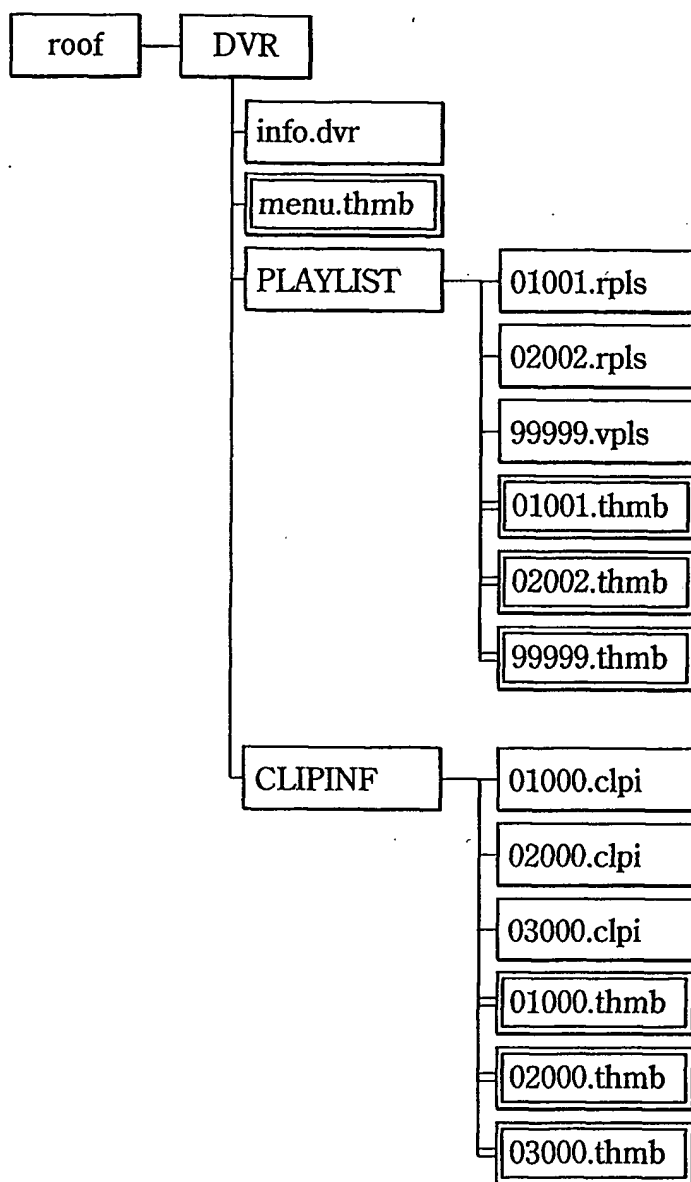 roof
DVR
info.dvr
menu.thmb
PLAYLIST
01001.rpls
02002.rpls
99999.vpls
01001.thmb
02002.thmb
99999.thmb
CLIPINF
01000.clpi
02000.clpi
03000.clpi
01000.thmb
02000.thmb
03000.thmb